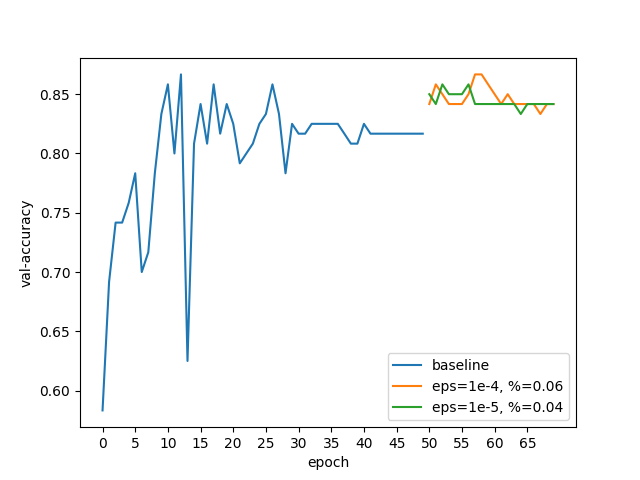 0.85
0.80
0.75
0.70
0.65
0.60
val-accuracy
baseline
eps=1e-4, %=0.06
eps=1e-5, %=0.04
0 5 10 15 20 25 30 35 40 45 50 55 60 65
epoch